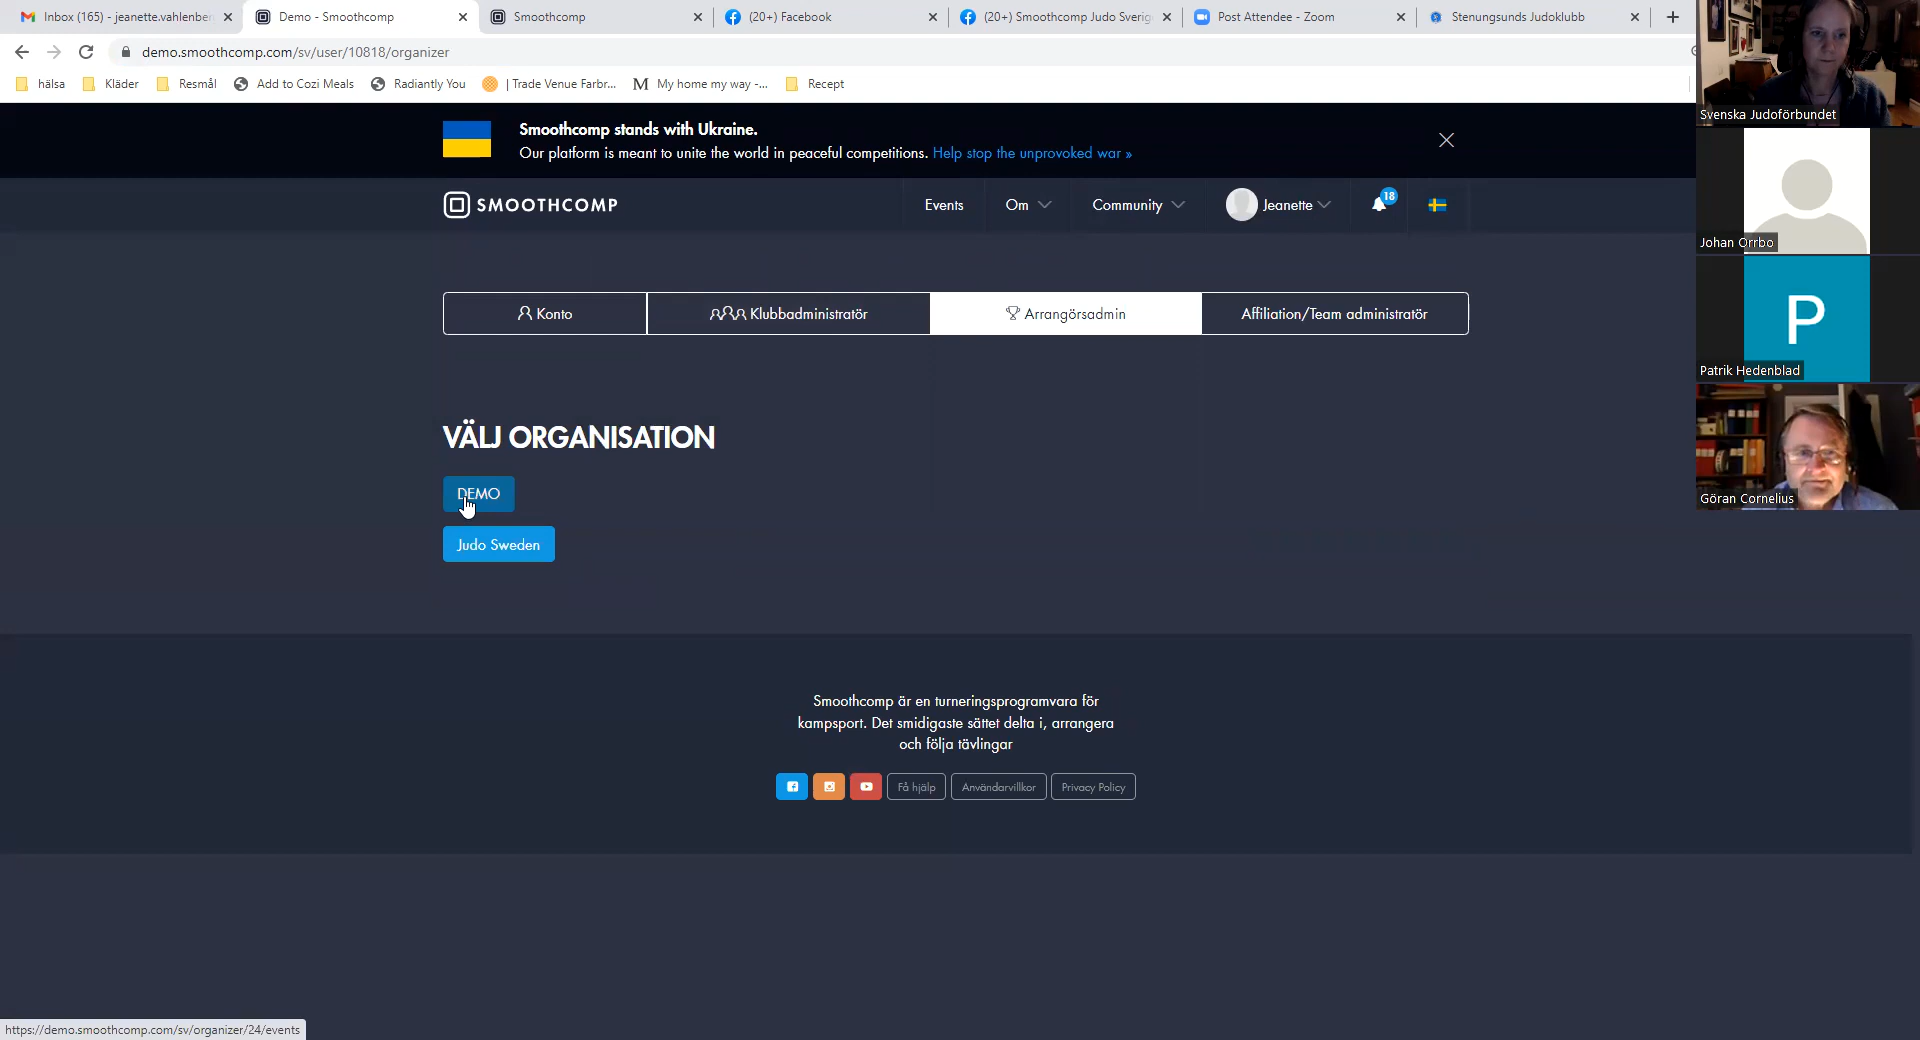 Inbox (165) - jeanette.vahlenber
Demo - Smoothcomp
Smoothcomp
(20+) Facebook
(20+) Smoothcomp Judo Sverig
Post Attendee - Zoom
Stenungsunds Judoklubb
demo.smoothcomp.com/sv/user/10818/organizer
hälsa
Kläder
Resmål
Add to Cozi Meals
Radiantly You
| Trade Venue Farbr...
My home my way -...
Recept
Svenska Judoförbundet
Smoothcomp stands with Ukraine.
Our platform is meant to unite the world in peaceful competitions. Help stop the unprovoked war »
SMOOTHCOMP
Events
Om
Community
Jeanette
18
Johan Orrbo
Konto
Klubbadministratör
Arrangörsadmin
Affiliation/Team administratör
P
Patrik Hedenblad
VÄLJ ORGANISATION
DEMO
Göran Cornelius
Judo Sweden
Smoothcomp är en turneringsprogramvara för
kampsport. Det smidigaste sättet delta i, arrangera
och följa tävlingar
Få hjälp
Användarvillkor
Privacy Policy
https://demo.smoothcomp.com/sv/organizer/24/events